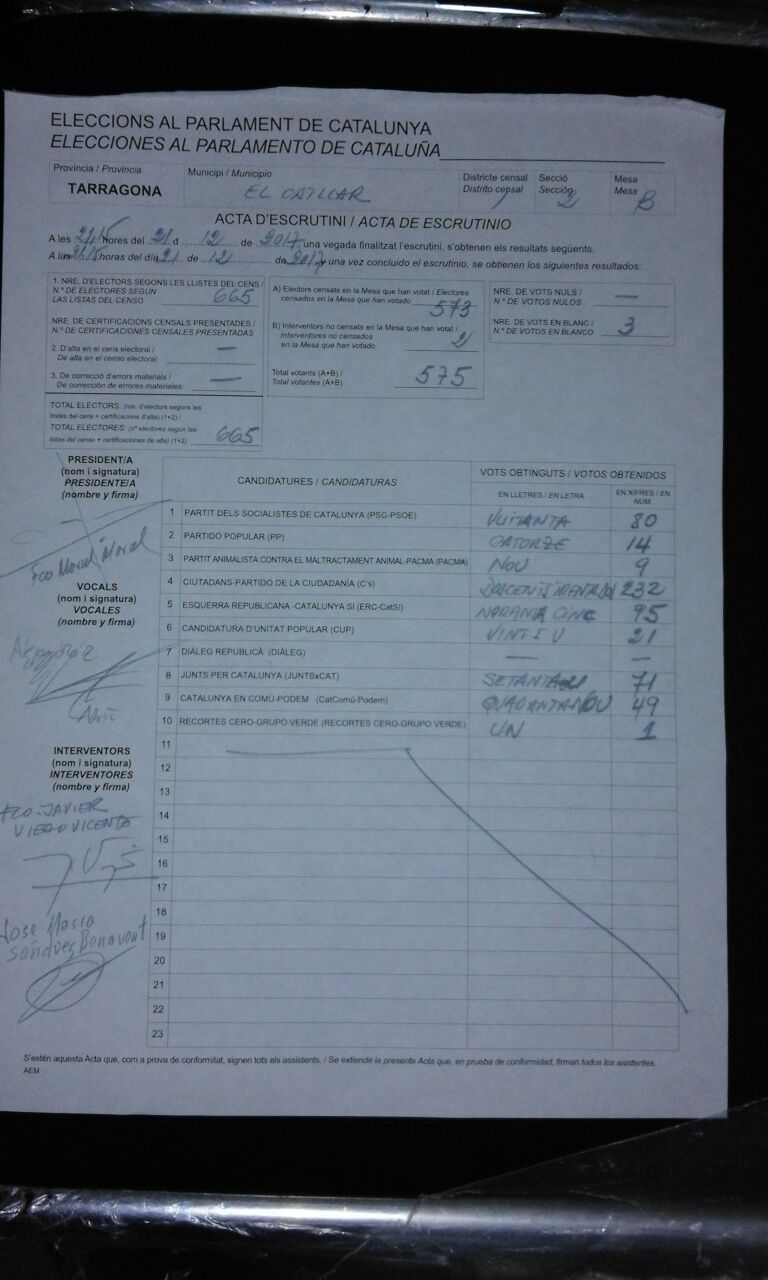 ELECCIONS AL PARLAMENT DE CATALUNYA
ELECCIONES AL PARLAMENTO DE CATALUÑA
Província / Provincia
TARRAGONA
Municipi / Municipio
EL CATLLAR
Districte censal
Distrito censal
1
Secció
Sección
2
Mesa
Mesa
B
ACTA D'ESCRUTINI / ACTA DE ESCRUTINIO
A les 21,15 hores del 21 d 12 de 2017 una vegada finalitzat l'escrutini, s'obtenen els resultats següents:
A las 21,15 horas del día 21 de 12 de 2017 y una vez concluido el escrutinio, se obtienen los siguientes resultados:
1. NRE. D'ELECTORS SEGONS LES LLISTES DEL CENS /
N.º DE ELECTORES SEGÚN
LAS LISTAS DEL CENSO
665
NRE. DE CERTIFICACIONS CENSALS PRESENTADES /
N.º DE CERTIFICACIONES CENSALES PRESENTADAS
2. D'alta en el cens electoral /
De alta en el censo electoral: —
3. De correcció d'errors materials /
De corrección de errores materiales: —
TOTAL ELECTORS: (nre. d'electors segons les
llistes del cens + certificacions d'alta) (1+2) /
TOTAL ELECTORES: (nº electores según las
listas del censo + certificaciones de alta) (1+2) 665
A) Electors censats en la Mesa que han votat / Electores
censados en la Mesa que han votado 573
B) Interventors no censats en la Mesa que han votat /
Interventores no censados
en la Mesa que han votado 2
Total votants (A+B) /
Total votantes (A+B) 575
NRE. DE VOTS NULS /
N.º DE VOTOS NULOS —
NRE. DE VOTS EN BLANC /
N.º DE VOTOS EN BLANCO 3
PRESIDENT/A
(nom i signatura)
PRESIDENTE/A
(nombre y firma)
Fco Moral Moral
VOCALS
(nom i signatura)
VOCALES
(nombre y firma)
INTERVENTORS
(nom i signatura)
INTERVENTORES
(nombre y firma)
FCO. JAVIER
VICENTE
Jose Maria
Benavent
CANDIDATURES / CANDIDATURAS
VOTS OBTINGUTS / VOTOS OBTENIDOS
EN LLETRES / EN LETRA
EN XIFRES / EN NÚM.
1 PARTIT DELS SOCIALISTES DE CATALUNYA (PSC-PSOE) VUITANTA 80
2 PARTIDO POPULAR (PP) CATORZE 14
3 PARTIT ANIMALISTA CONTRA EL MALTRACTAMENT ANIMAL-PACMA (PACMA) NOU 9
4 CIUTADANS-PARTIDO DE LA CIUDADANÍA (C's) 232
5 ESQUERRA REPUBLICANA -CATALUNYA SÍ (ERC-CatSI) NORANTA CINC 95
6 CANDIDATURA D'UNITAT POPULAR (CUP) VINT I U 21
7 DIÀLEG REPUBLICÀ (DIÀLEG) — —
8 JUNTS PER CATALUNYA (JUNTSxCAT) SETANTA U 71
9 CATALUNYA EN COMÚ-PODEM (CatComú-Podem) QUARANTA NOU 49
10 RECORTES CERO-GRUPO VERDE (RECORTES CERO-GRUPO VERDE) UN 1
11
12
13
14
15
16
17
18
19
20
21
22
23
S'estén aquesta Acta que, com a prova de conformitat, signen tots els assistents. / Se extiende la presente Acta que, en prueba de conformidad, firman todos los asistentes.
AEM